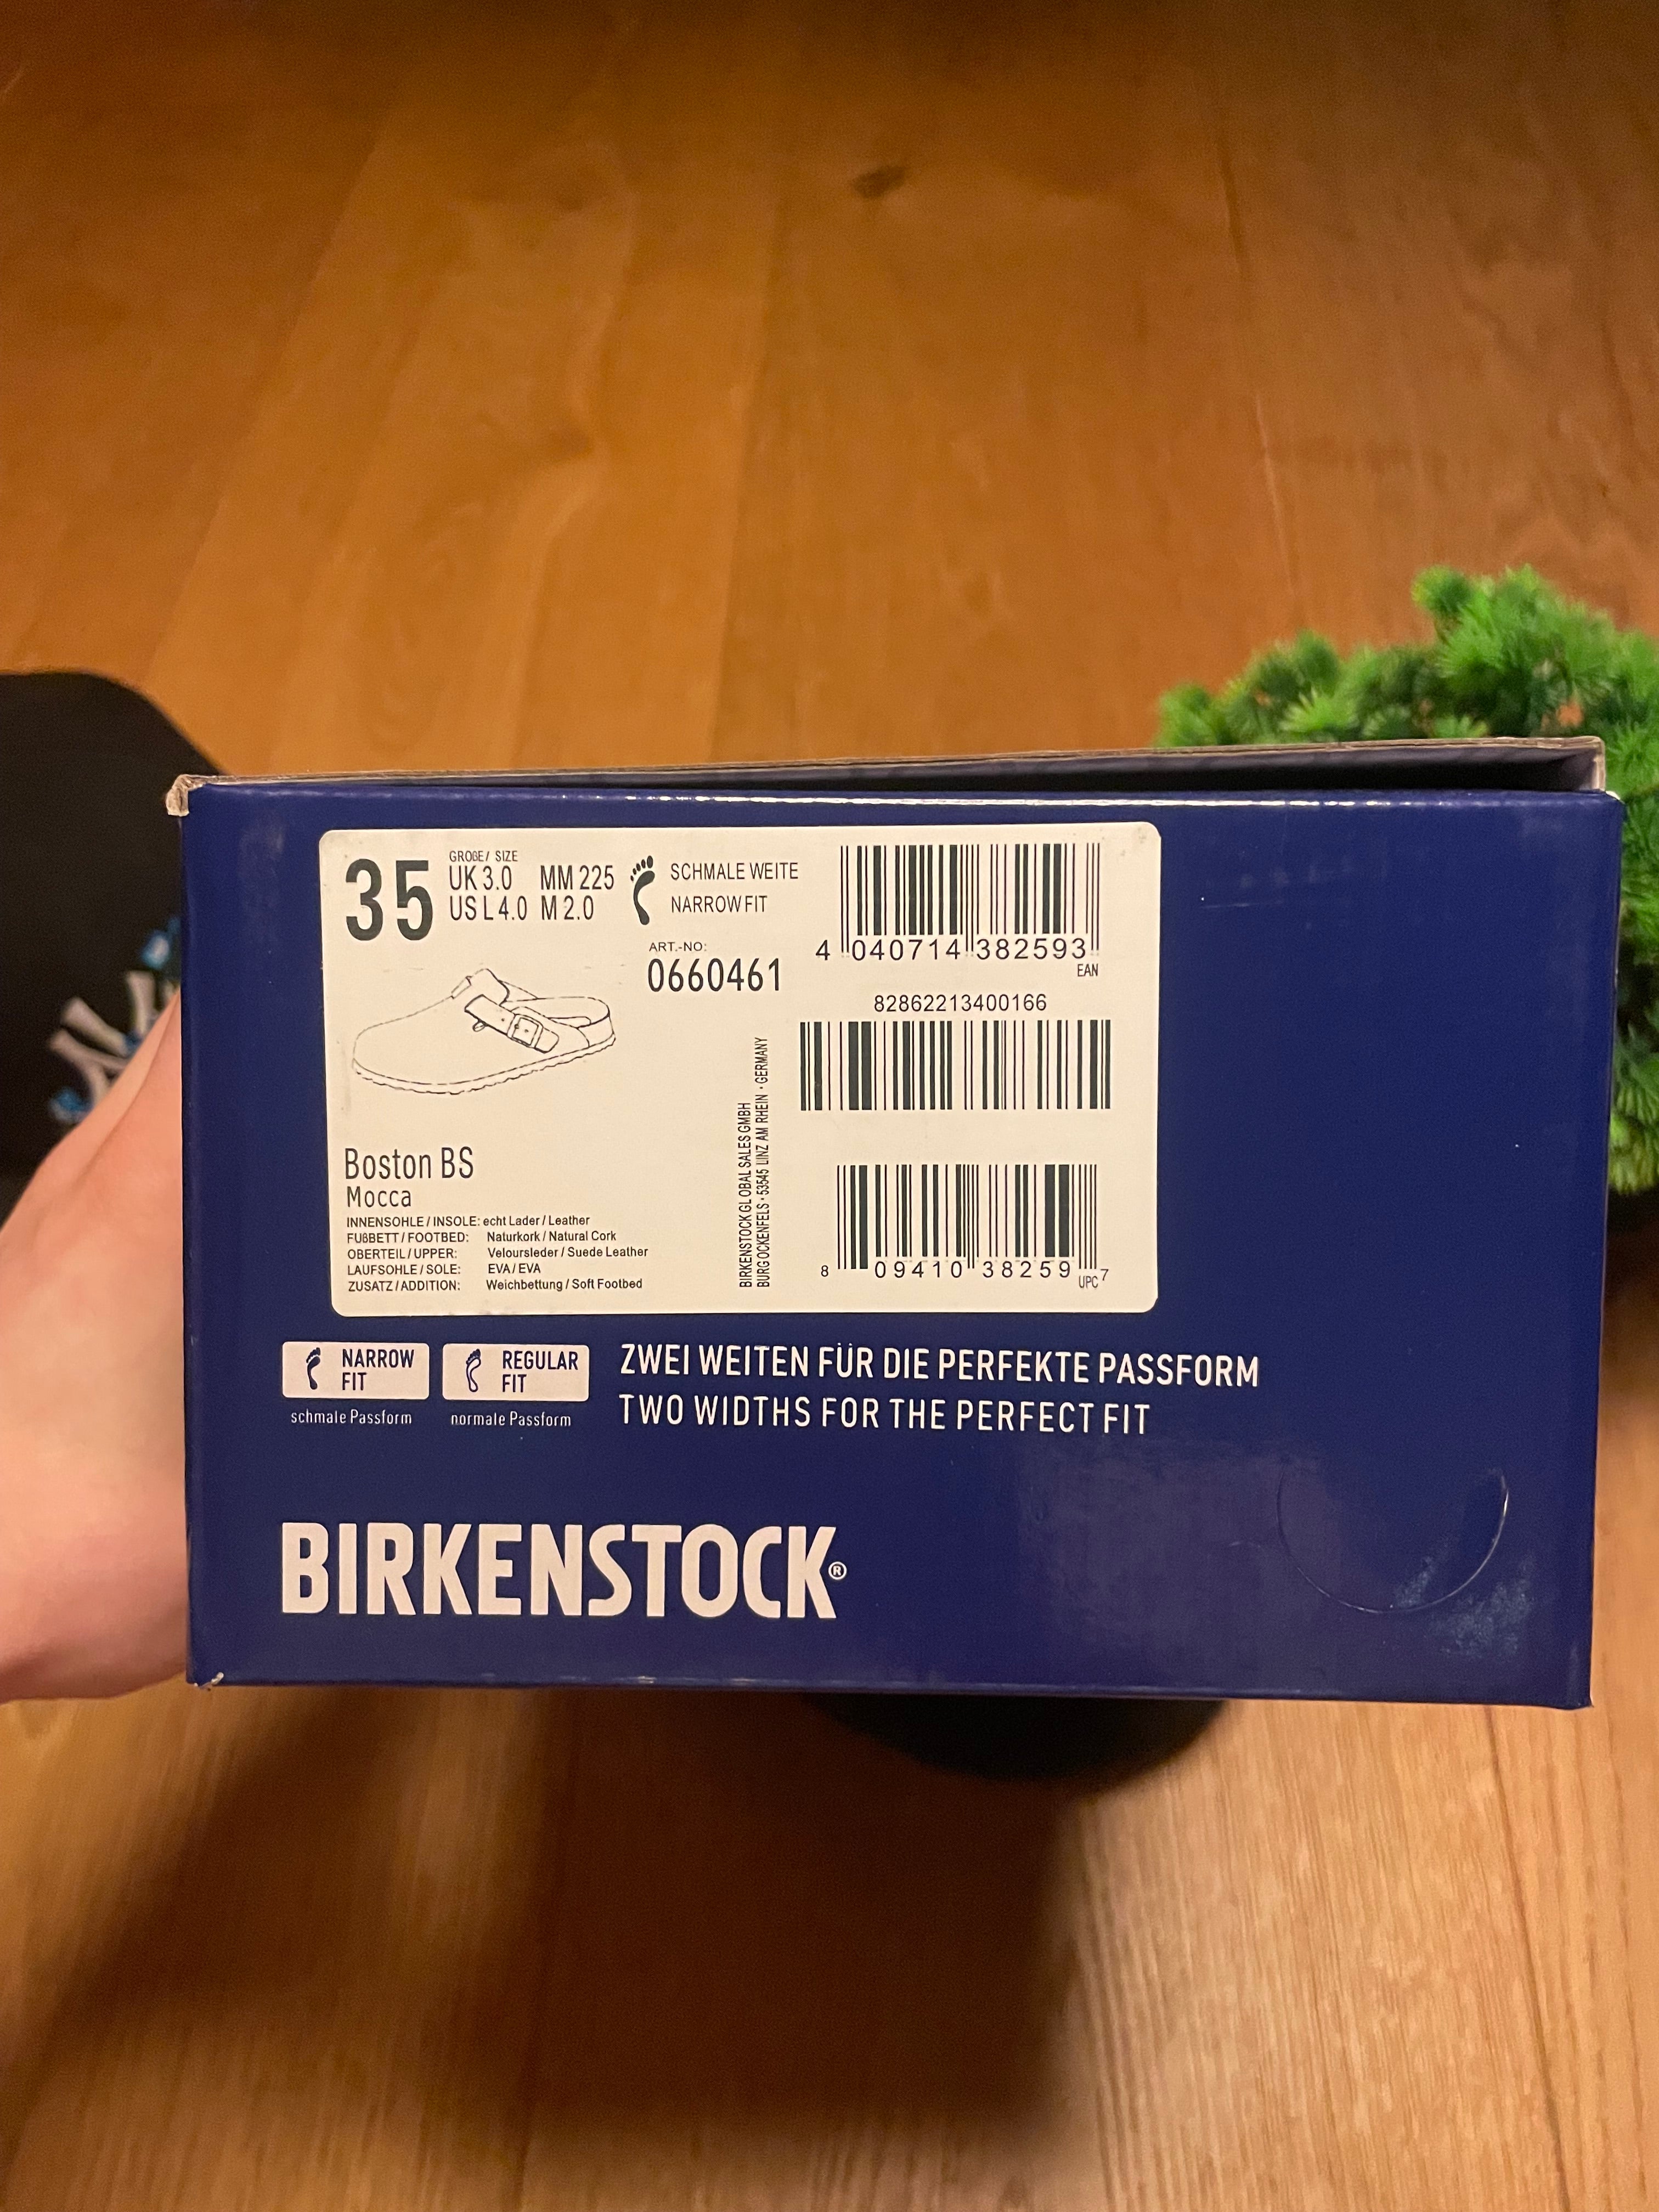 35
GROßE / SIZE
UK 3.0 MM 225
US L 4.0 M 2.0
SCHMALE WEITE
NARROW FIT
ART.-NO:
0660461
4 040714 382593
EAN
82862213400166
BIRKENSTOCK GLOBAL SALES GMBH
BURG OCKENFELS · 53545 LINZ AM RHEIN · GERMANY
Boston BS
Mocca
INNENSOHLE / INSOLE: echt Lader / Leather
FUßBETT / FOOTBED: Naturkork / Natural Cork
OBERTEIL / UPPER: Veloursleder / Suede Leather
LAUFSOHLE / SOLE: EVA / EVA
ZUSATZ / ADDITION: Weichbettung / Soft Footbed
8 09410 38259 7
UPC
NARROW FIT
schmale Passform
REGULAR FIT
normale Passform
ZWEI WEITEN FÜR DIE PERFEKTE PASSFORM
TWO WIDTHS FOR THE PERFECT FIT
BIRKENSTOCK®